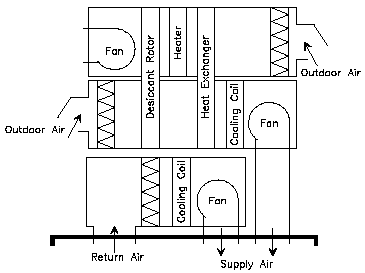 Fan
Desiccant Rotor
Heater
Heat Exchanger
Outdoor Air
Outdoor Air
Cooling Coil
Fan
Cooling Coil
Fan
Return Air
Supply Air